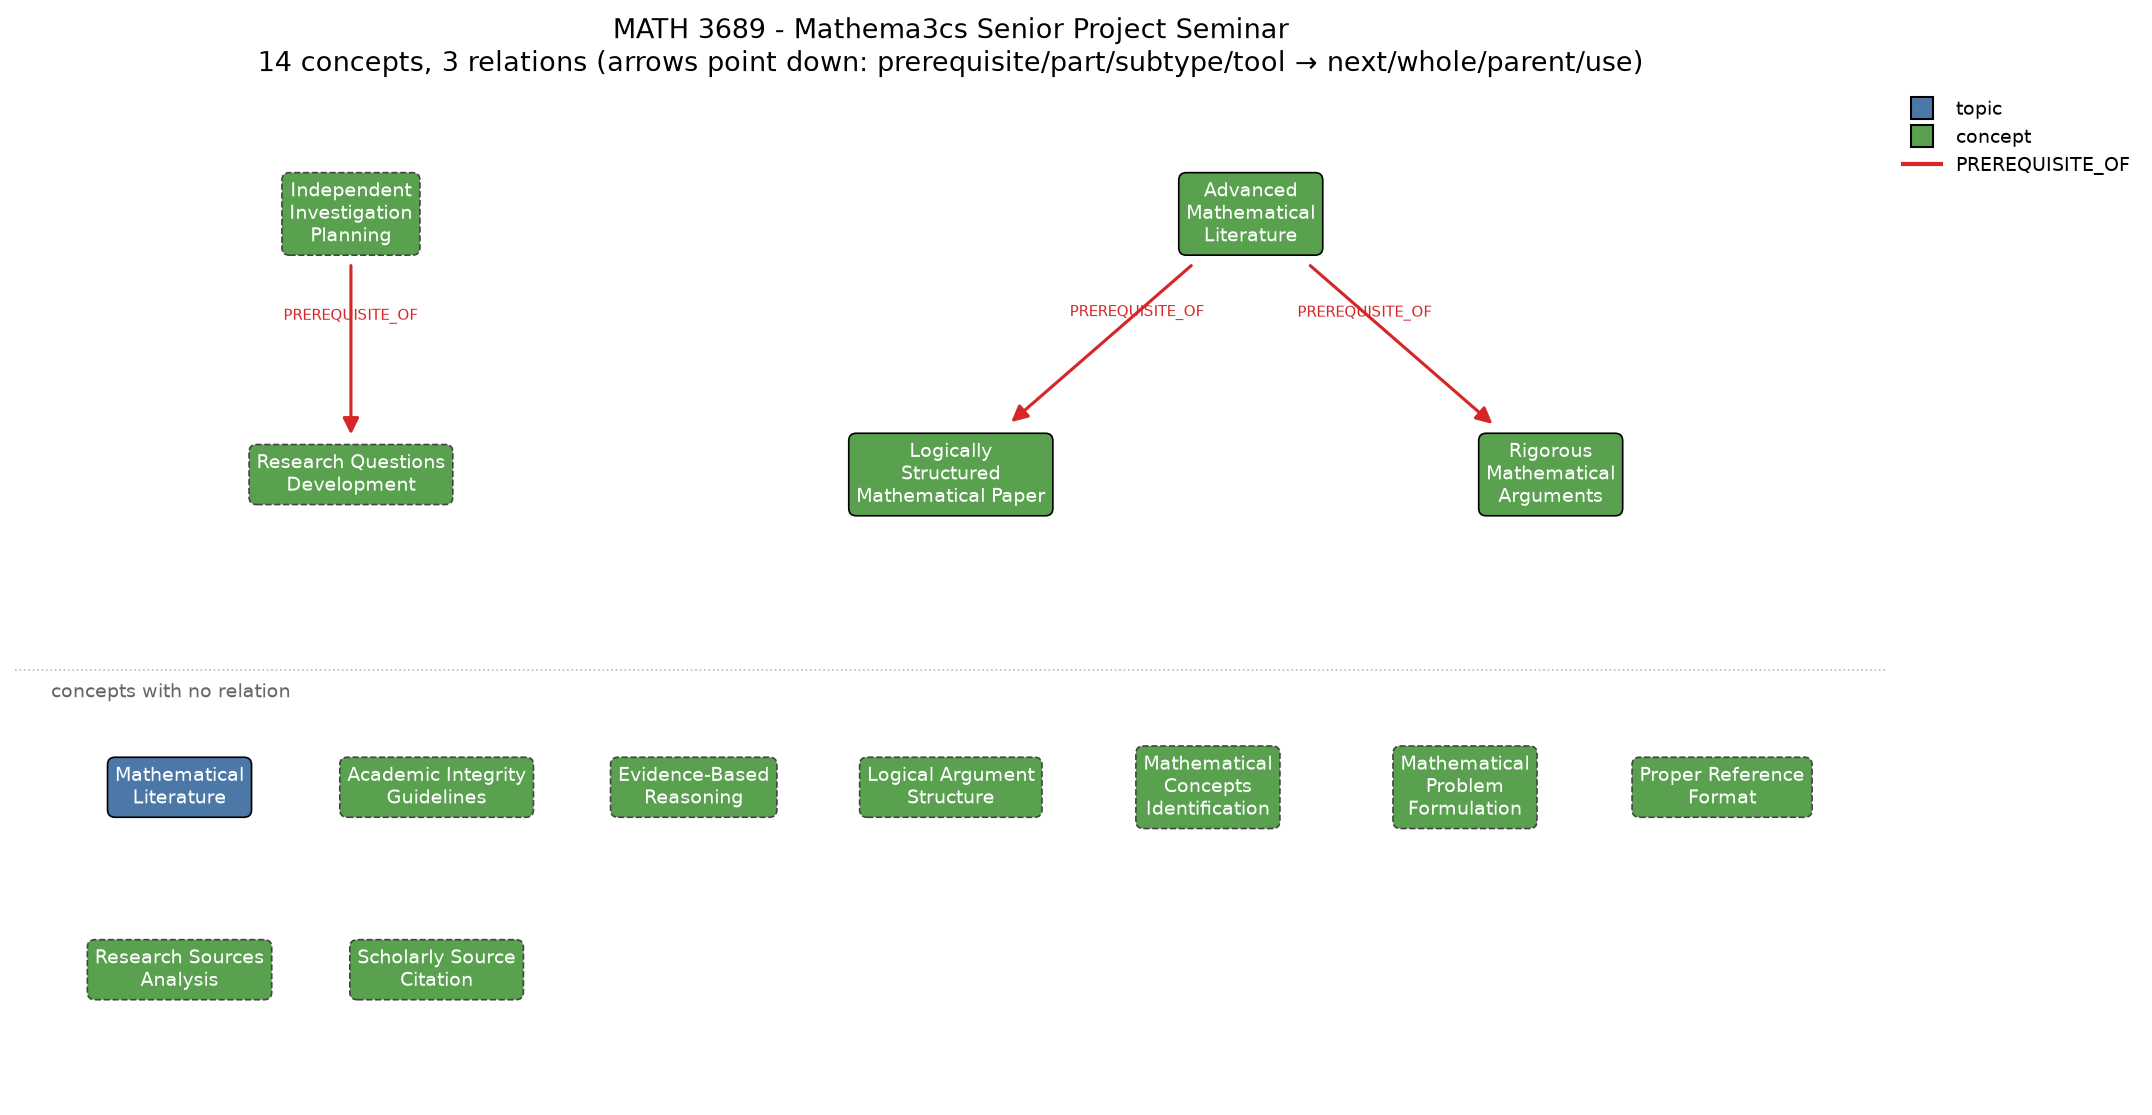 MATH 3689 - Mathema3cs Senior Project Seminar
14 concepts, 3 relations (arrows point down: prerequisite/part/subtype/tool → next/whole/parent/use)
topic
concept
PREREQUISITE_OF
Independent
Investigation
Planning
Advanced
Mathematical
Literature
PREREQUISITE_OF
PREREQUISITE_OF
PREREQUISITE_OF
Research Questions
Development
Logically
Structured
Mathematical Paper
Rigorous
Mathematical
Arguments
concepts with no relation
Mathematical
Literature
Academic Integrity
Guidelines
Evidence-Based
Reasoning
Logical Argument
Structure
Mathematical
Concepts
Identification
Mathematical
Problem
Formulation
Proper Reference
Format
Research Sources
Analysis
Scholarly Source
Citation